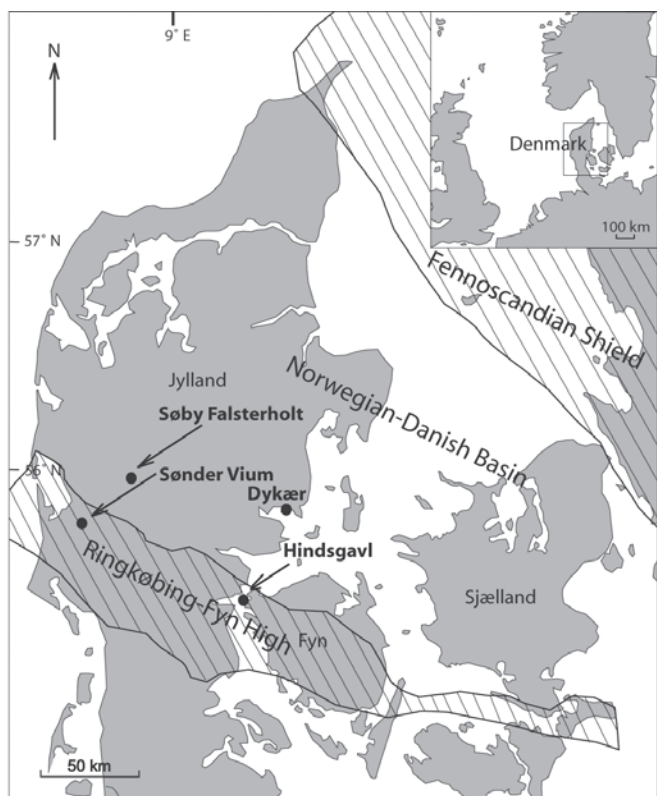 9° E
N
Denmark
100 km
57° N
Fennoscandian Shield
Norwegian-Danish Basin
Jylland
Søby Falsterholt
56° N
Sønder Vium
Dykær
Hindsgavl
Ringkøbing-Fyn High
Sjælland
Fyn
50 km